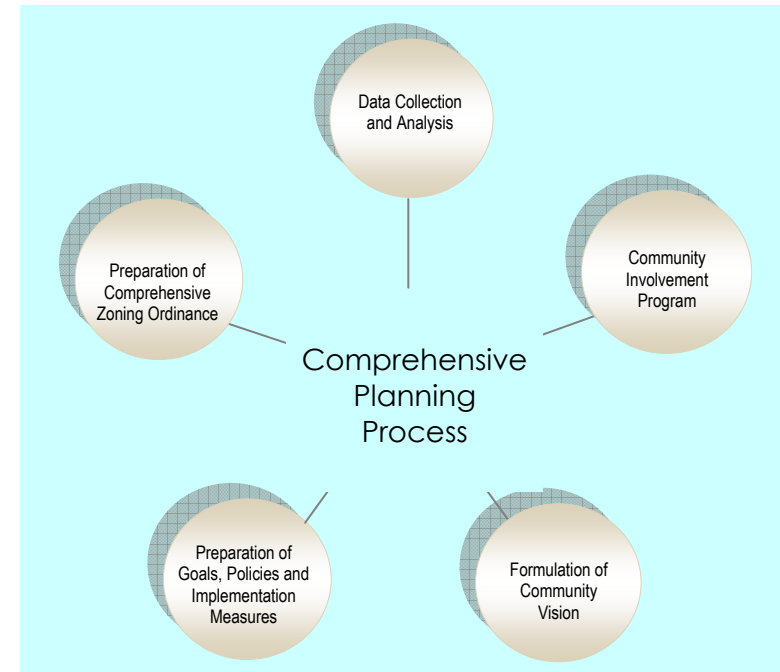 Data Collection
and Analysis
Community
Involvement
Program
Preparation of
Comprehensive
Zoning Ordinance
Comprehensive
Planning
Process
Preparation of
Goals, Policies and
Implementation
Measures
Formulation of
Community
Vision